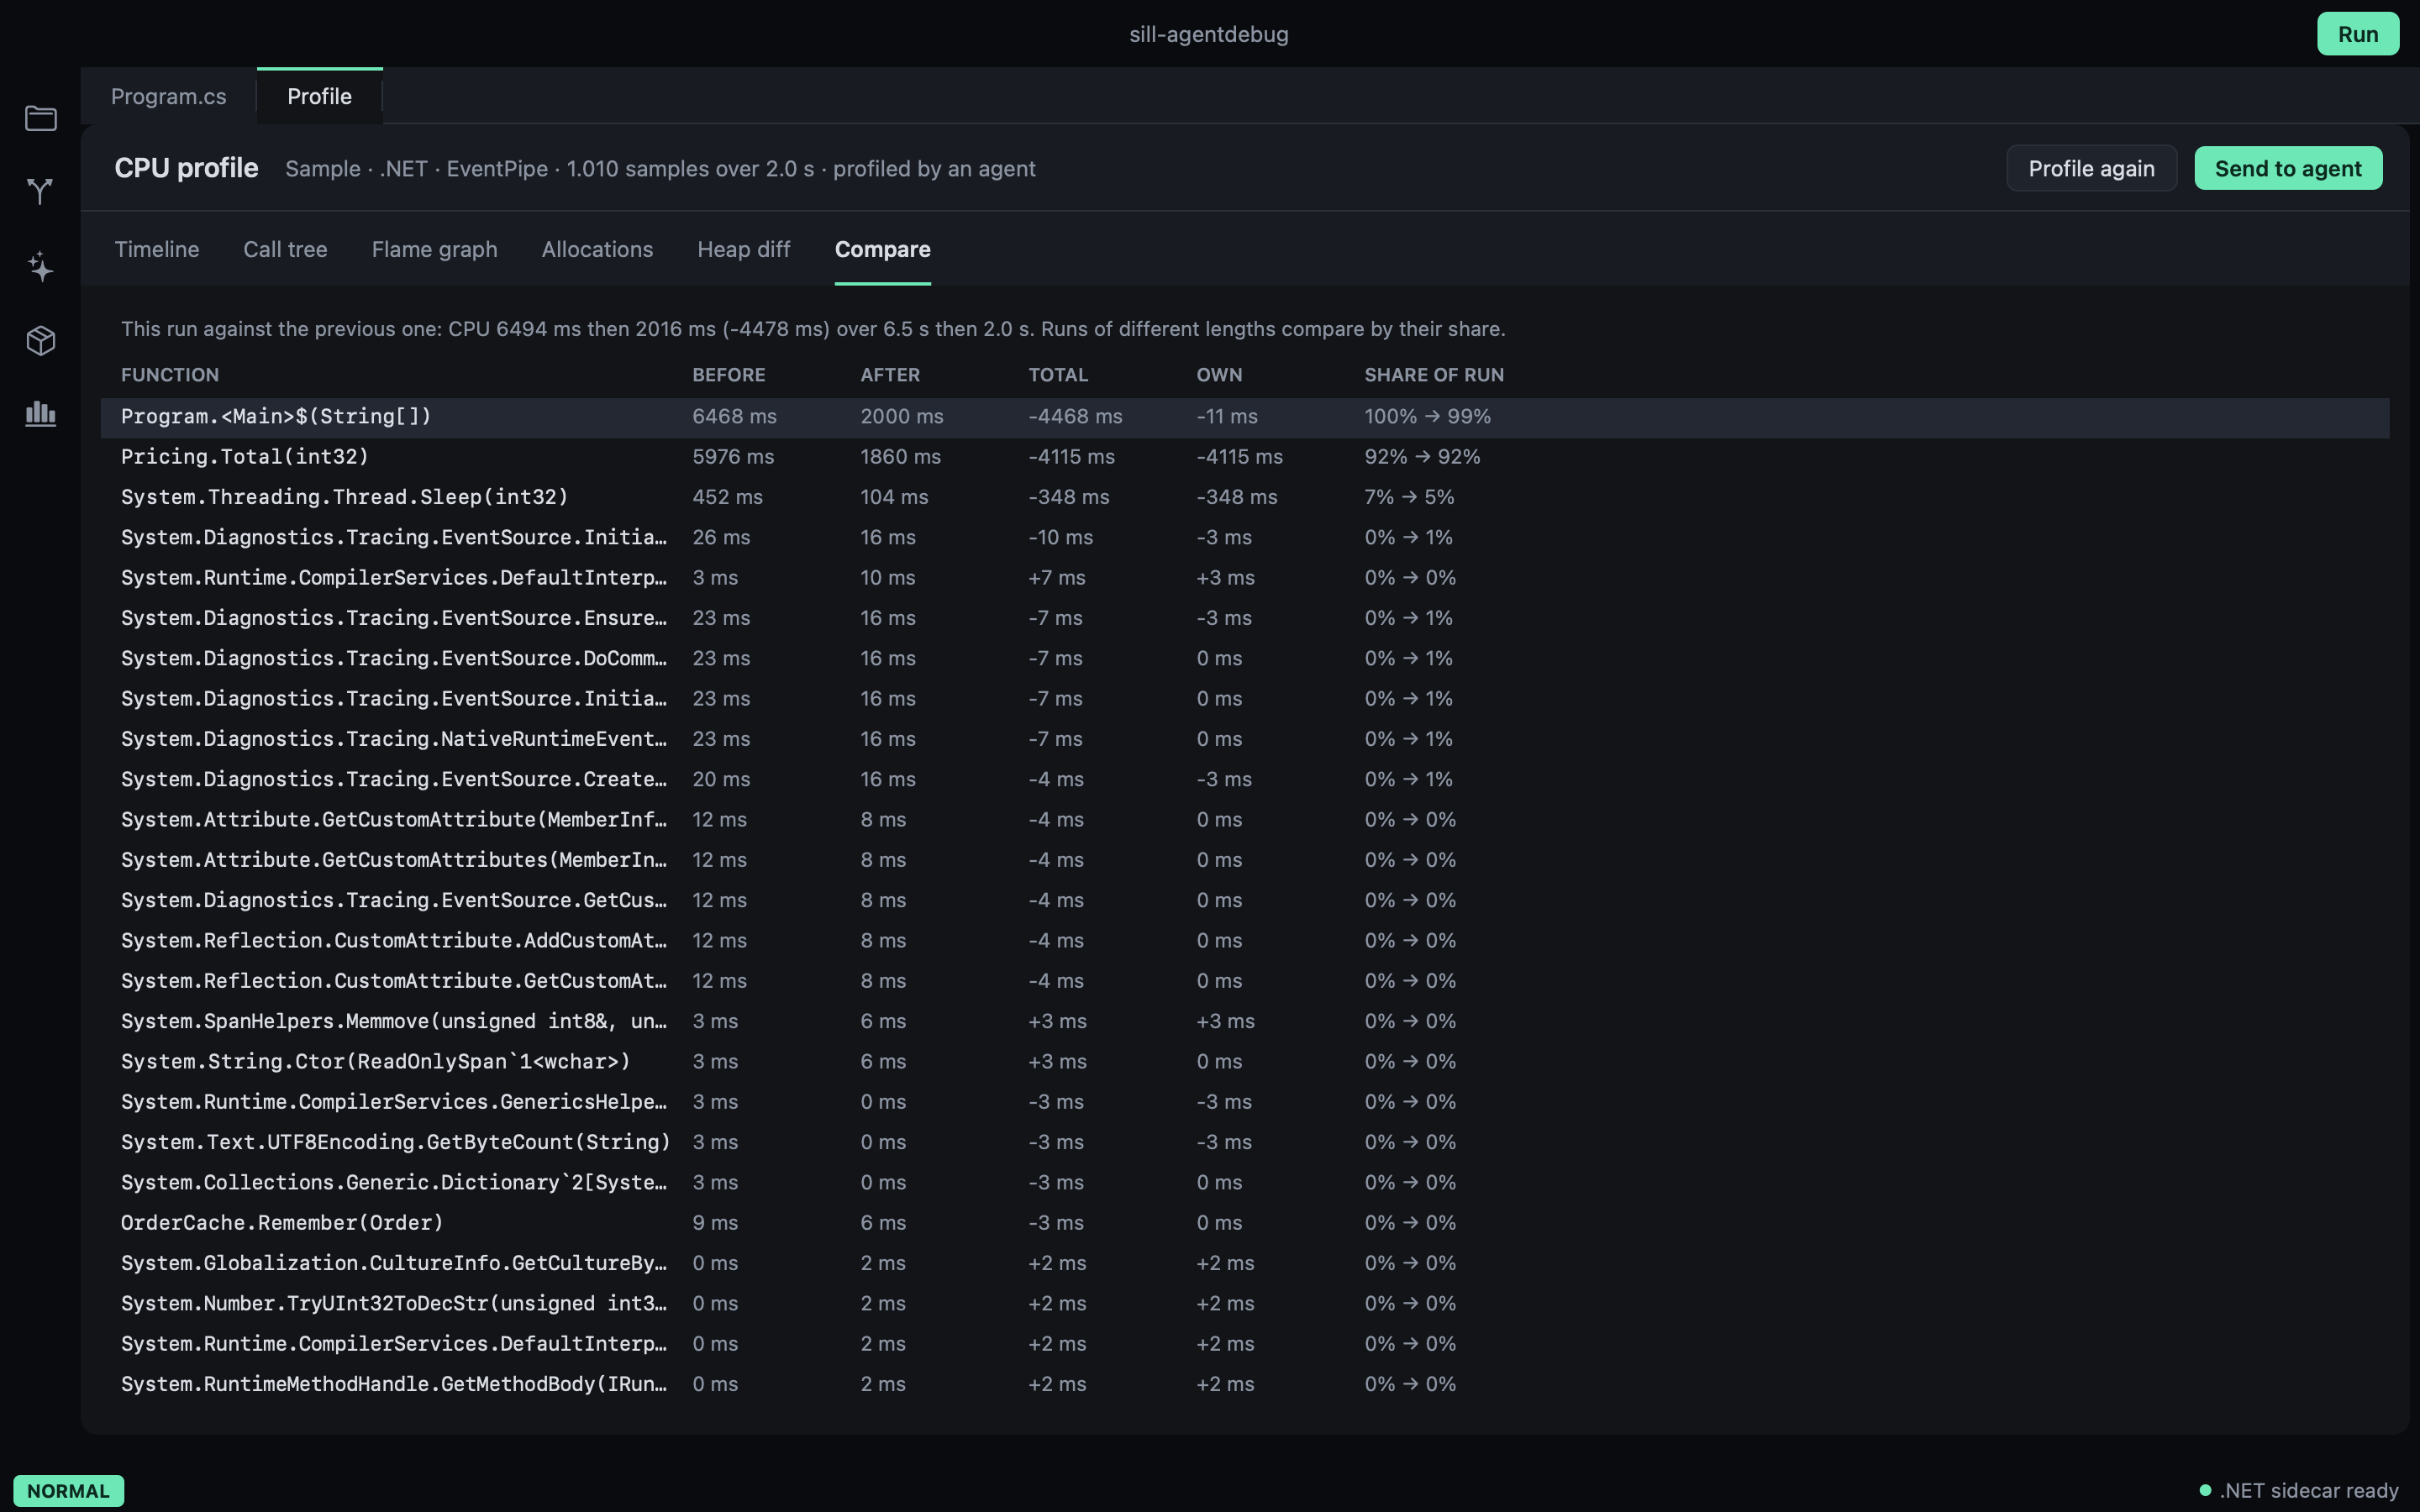 sill-agentdebug
Run
Program.cs
Profile
CPU profile
Sample · .NET · EventPipe · 1.010 samples over 2.0 s · profiled by an agent
Profile again
Send to agent
Timeline
Call tree
Flame graph
Allocations
Heap diff
Compare
This run against the previous one: CPU 6494 ms then 2016 ms (-4478 ms) over 6.5 s then 2.0 s. Runs of different lengths compare by their share.
FUNCTION BEFORE AFTER TOTAL OWN SHARE OF RUN
Program.<Main>$(String[]) 6468 ms 2000 ms -4468 ms -11 ms 100% → 99%
Pricing.Total(int32) 5976 ms 1860 ms -4115 ms -4115 ms 92% → 92%
System.Threading.Thread.Sleep(int32) 452 ms 104 ms -348 ms -348 ms 7% → 5%
System.Diagnostics.Tracing.EventSource.Initia… 26 ms 16 ms -10 ms -3 ms 0% → 1%
System.Runtime.CompilerServices.DefaultInterp… 3 ms 10 ms +7 ms +3 ms 0% → 0%
System.Diagnostics.Tracing.EventSource.Ensure… 23 ms 16 ms -7 ms -3 ms 0% → 1%
System.Diagnostics.Tracing.EventSource.DoComm… 23 ms 16 ms -7 ms 0 ms 0% → 1%
System.Diagnostics.Tracing.EventSource.Initia… 23 ms 16 ms -7 ms 0 ms 0% → 1%
System.Diagnostics.Tracing.NativeRuntimeEvent… 23 ms 16 ms -7 ms 0 ms 0% → 1%
System.Diagnostics.Tracing.EventSource.Create… 20 ms 16 ms -4 ms -3 ms 0% → 1%
System.Attribute.GetCustomAttribute(MemberInf… 12 ms 8 ms -4 ms 0 ms 0% → 0%
System.Attribute.GetCustomAttributes(MemberIn… 12 ms 8 ms -4 ms 0 ms 0% → 0%
System.Diagnostics.Tracing.EventSource.GetCus… 12 ms 8 ms -4 ms 0 ms 0% → 0%
System.Reflection.CustomAttribute.AddCustomAt… 12 ms 8 ms -4 ms 0 ms 0% → 0%
System.Reflection.CustomAttribute.GetCustomAt… 12 ms 8 ms -4 ms 0 ms 0% → 0%
System.SpanHelpers.Memmove(unsigned int8&, un… 3 ms 6 ms +3 ms +3 ms 0% → 0%
System.String.Ctor(ReadOnlySpan`1<wchar>) 3 ms 6 ms +3 ms 0 ms 0% → 0%
System.Runtime.CompilerServices.GenericsHelpe… 3 ms 0 ms -3 ms -3 ms 0% → 0%
System.Text.UTF8Encoding.GetByteCount(String) 3 ms 0 ms -3 ms -3 ms 0% → 0%
System.Collections.Generic.Dictionary`2[Syste… 3 ms 0 ms -3 ms 0 ms 0% → 0%
OrderCache.Remember(Order) 9 ms 6 ms -3 ms 0 ms 0% → 0%
System.Globalization.CultureInfo.GetCultureBy… 0 ms 2 ms +2 ms +2 ms 0% → 0%
System.Number.TryUInt32ToDecStr(unsigned int3… 0 ms 2 ms +2 ms +2 ms 0% → 0%
System.Runtime.CompilerServices.DefaultInterp… 0 ms 2 ms +2 ms +2 ms 0% → 0%
System.RuntimeMethodHandle.GetMethodBody(IRun… 0 ms 2 ms +2 ms +2 ms 0% → 0%
NORMAL
.NET sidecar ready